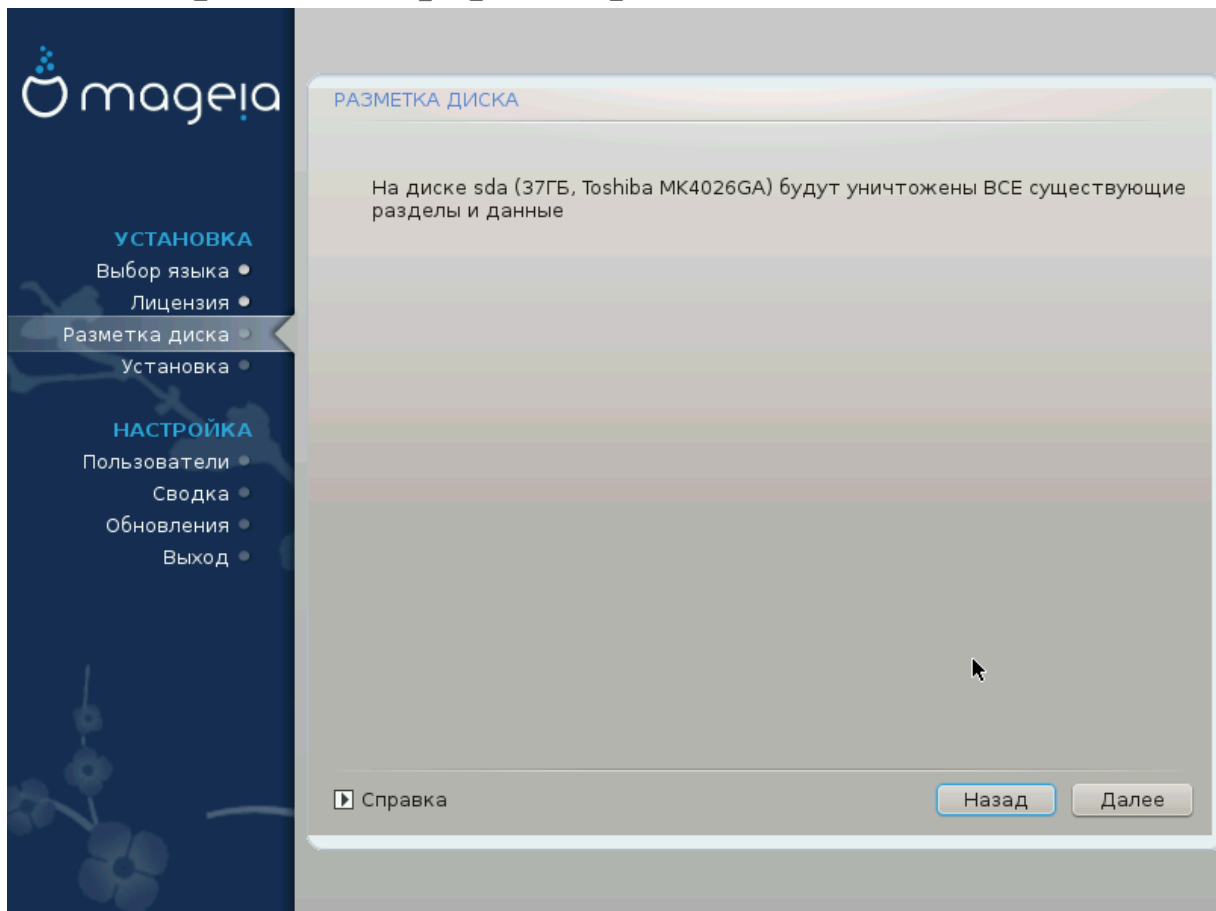 mageia
УСТАНОВКА
Выбор языка
Лицензия
Разметка диска
Установка
НАСТРОЙКА
Пользователи
Сводка
Обновления
Выход
РАЗМЕТКА ДИСКА
На диске sda (37ГБ, Toshiba MK4026GA) будут уничтожены ВСЕ существующие
разделы и данные
Справка
Назад
Далее